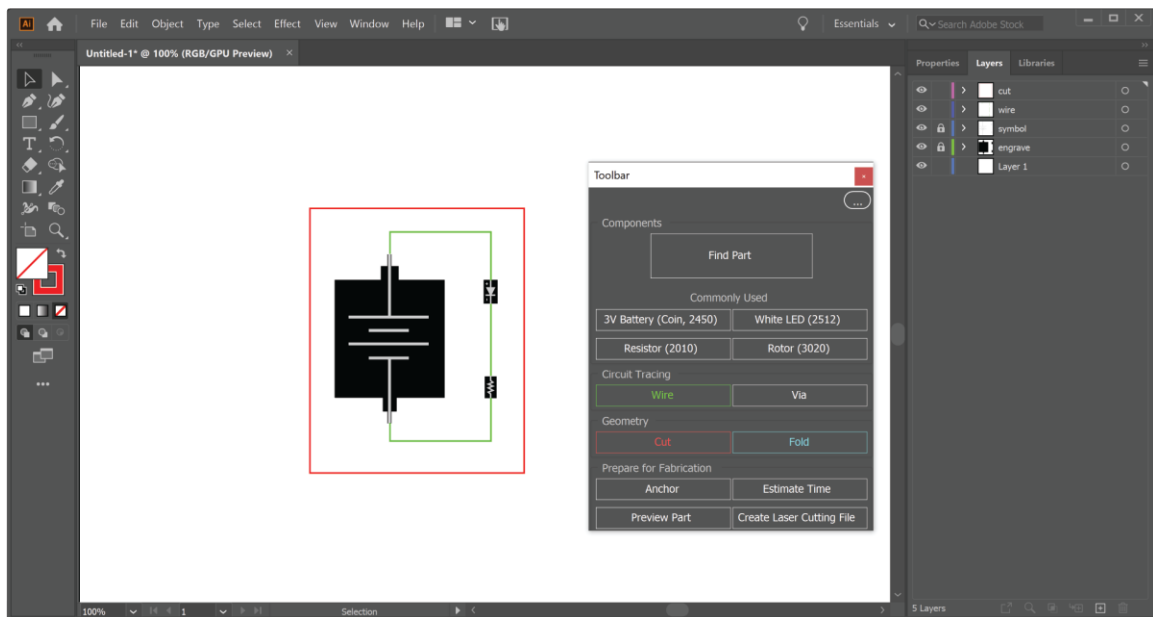 Ai File Edit Object Type Select Effect View Window Help Essentials Search Adobe Stock
Untitled-1* @ 100% (RGB/GPU Preview) ×
Properties Layers Libraries
cut
wire
symbol
engrave
Layer 1
Toolbar
...
Components
Find Part
Commonly Used
3V Battery (Coin, 2450) White LED (2512)
Resistor (2010) Rotor (3020)
Circuit Tracing
Wire Via
Geometry
Cut Fold
Prepare for Fabrication
Anchor Estimate Time
Preview Part Create Laser Cutting File
100% 1 Selection
5 Layers